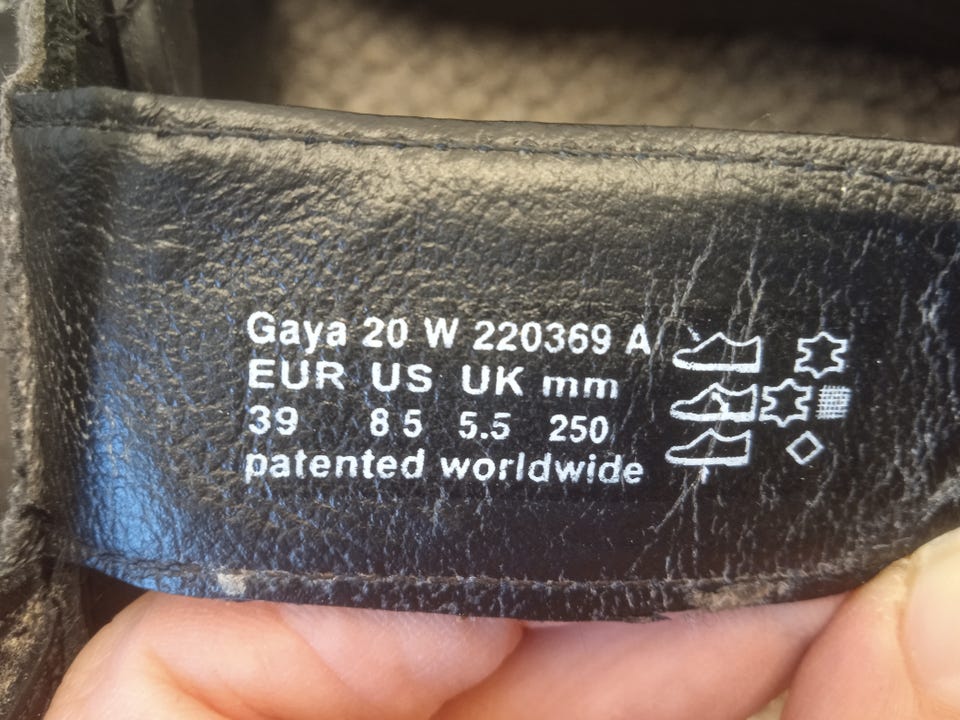 Gaya 20 W 220369 A
EUR US UK mm
39 8 5 5.5 250
patented worldwide